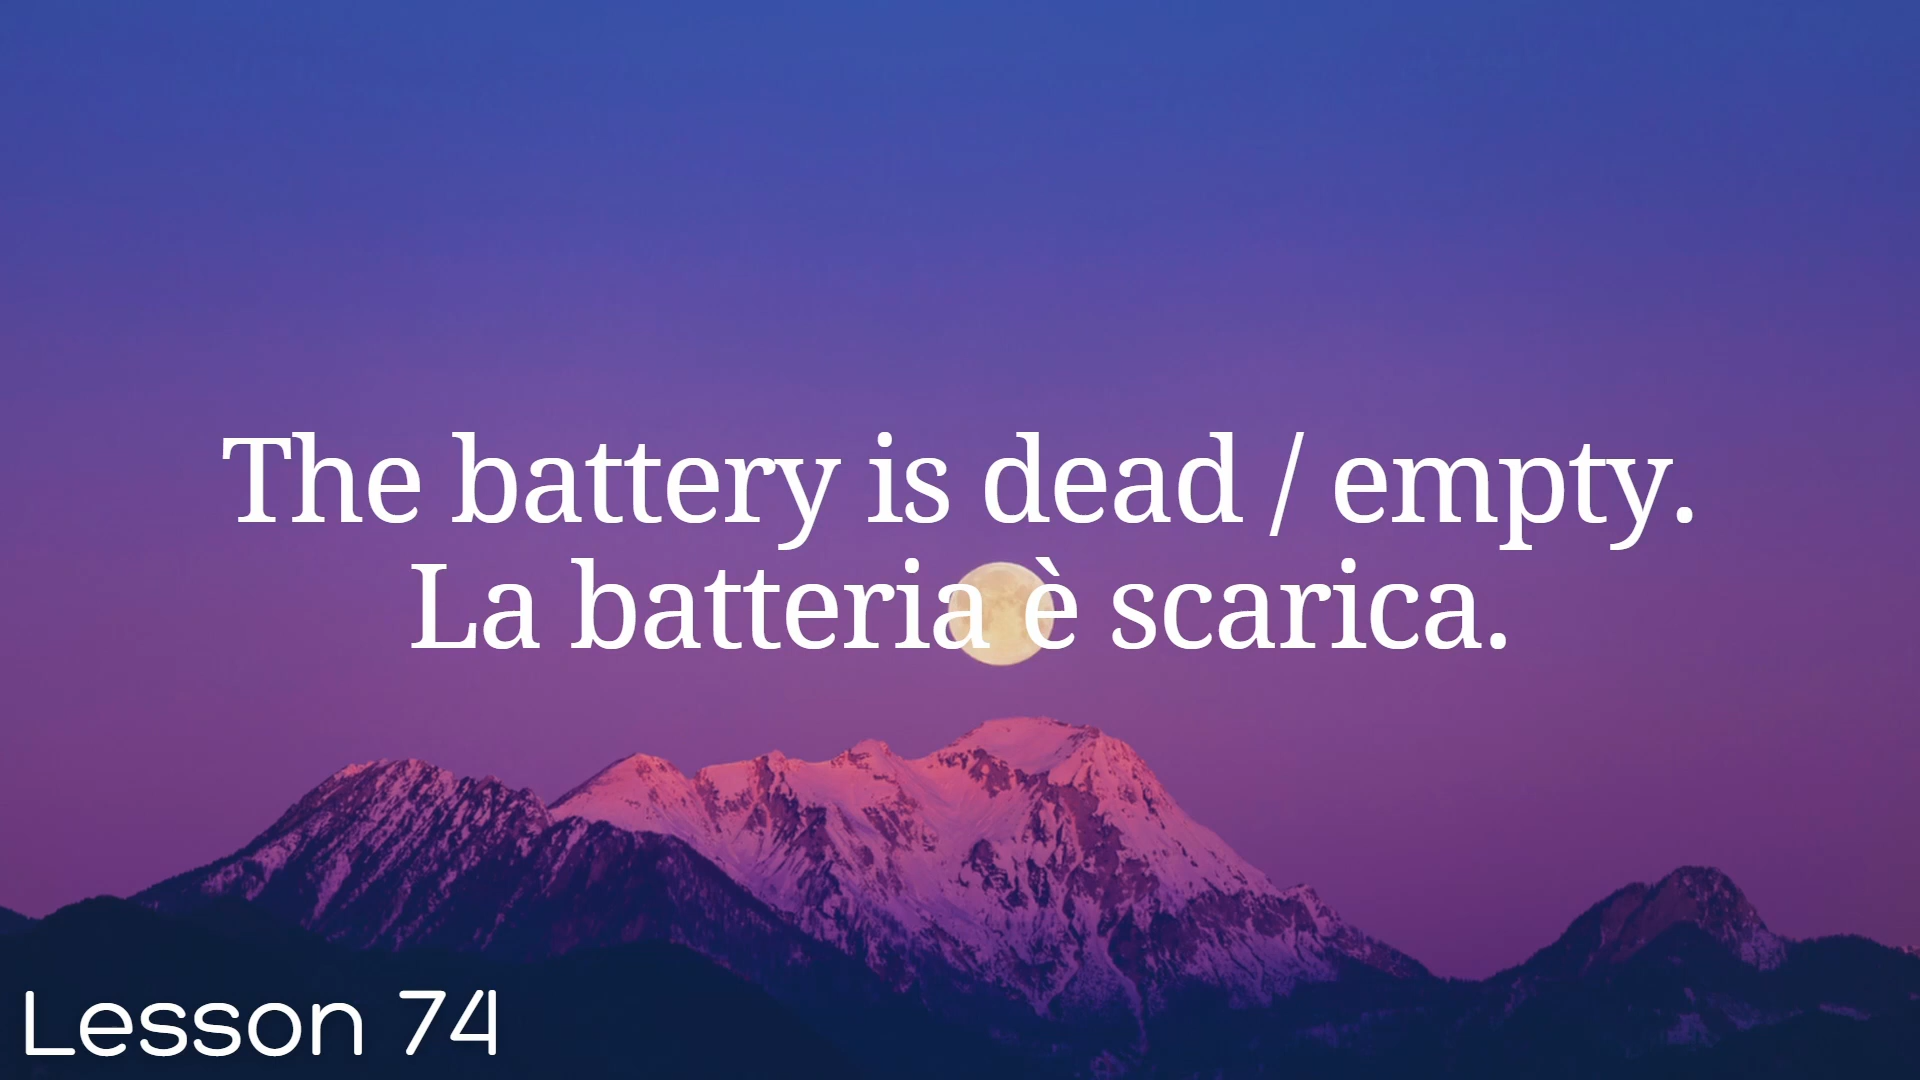 The battery is dead / empty.
La batteria è scarica.
Lesson 74